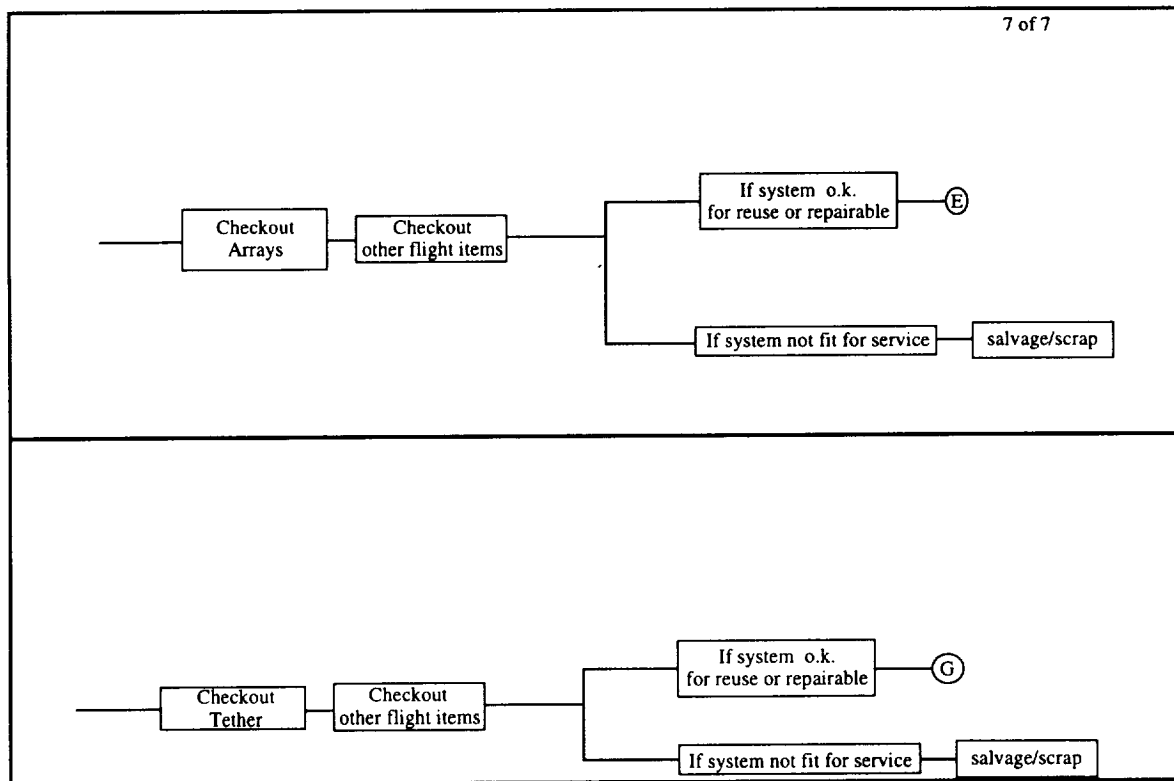 7 of 7
If system o.k.
for reuse or repairable
E
Checkout
Arrays
Checkout
other flight items
If system not fit for service
salvage/scrap
If system o.k.
for reuse or repairable
G
Checkout
Tether
Checkout
other flight items
If system not fit for service
salvage/scrap